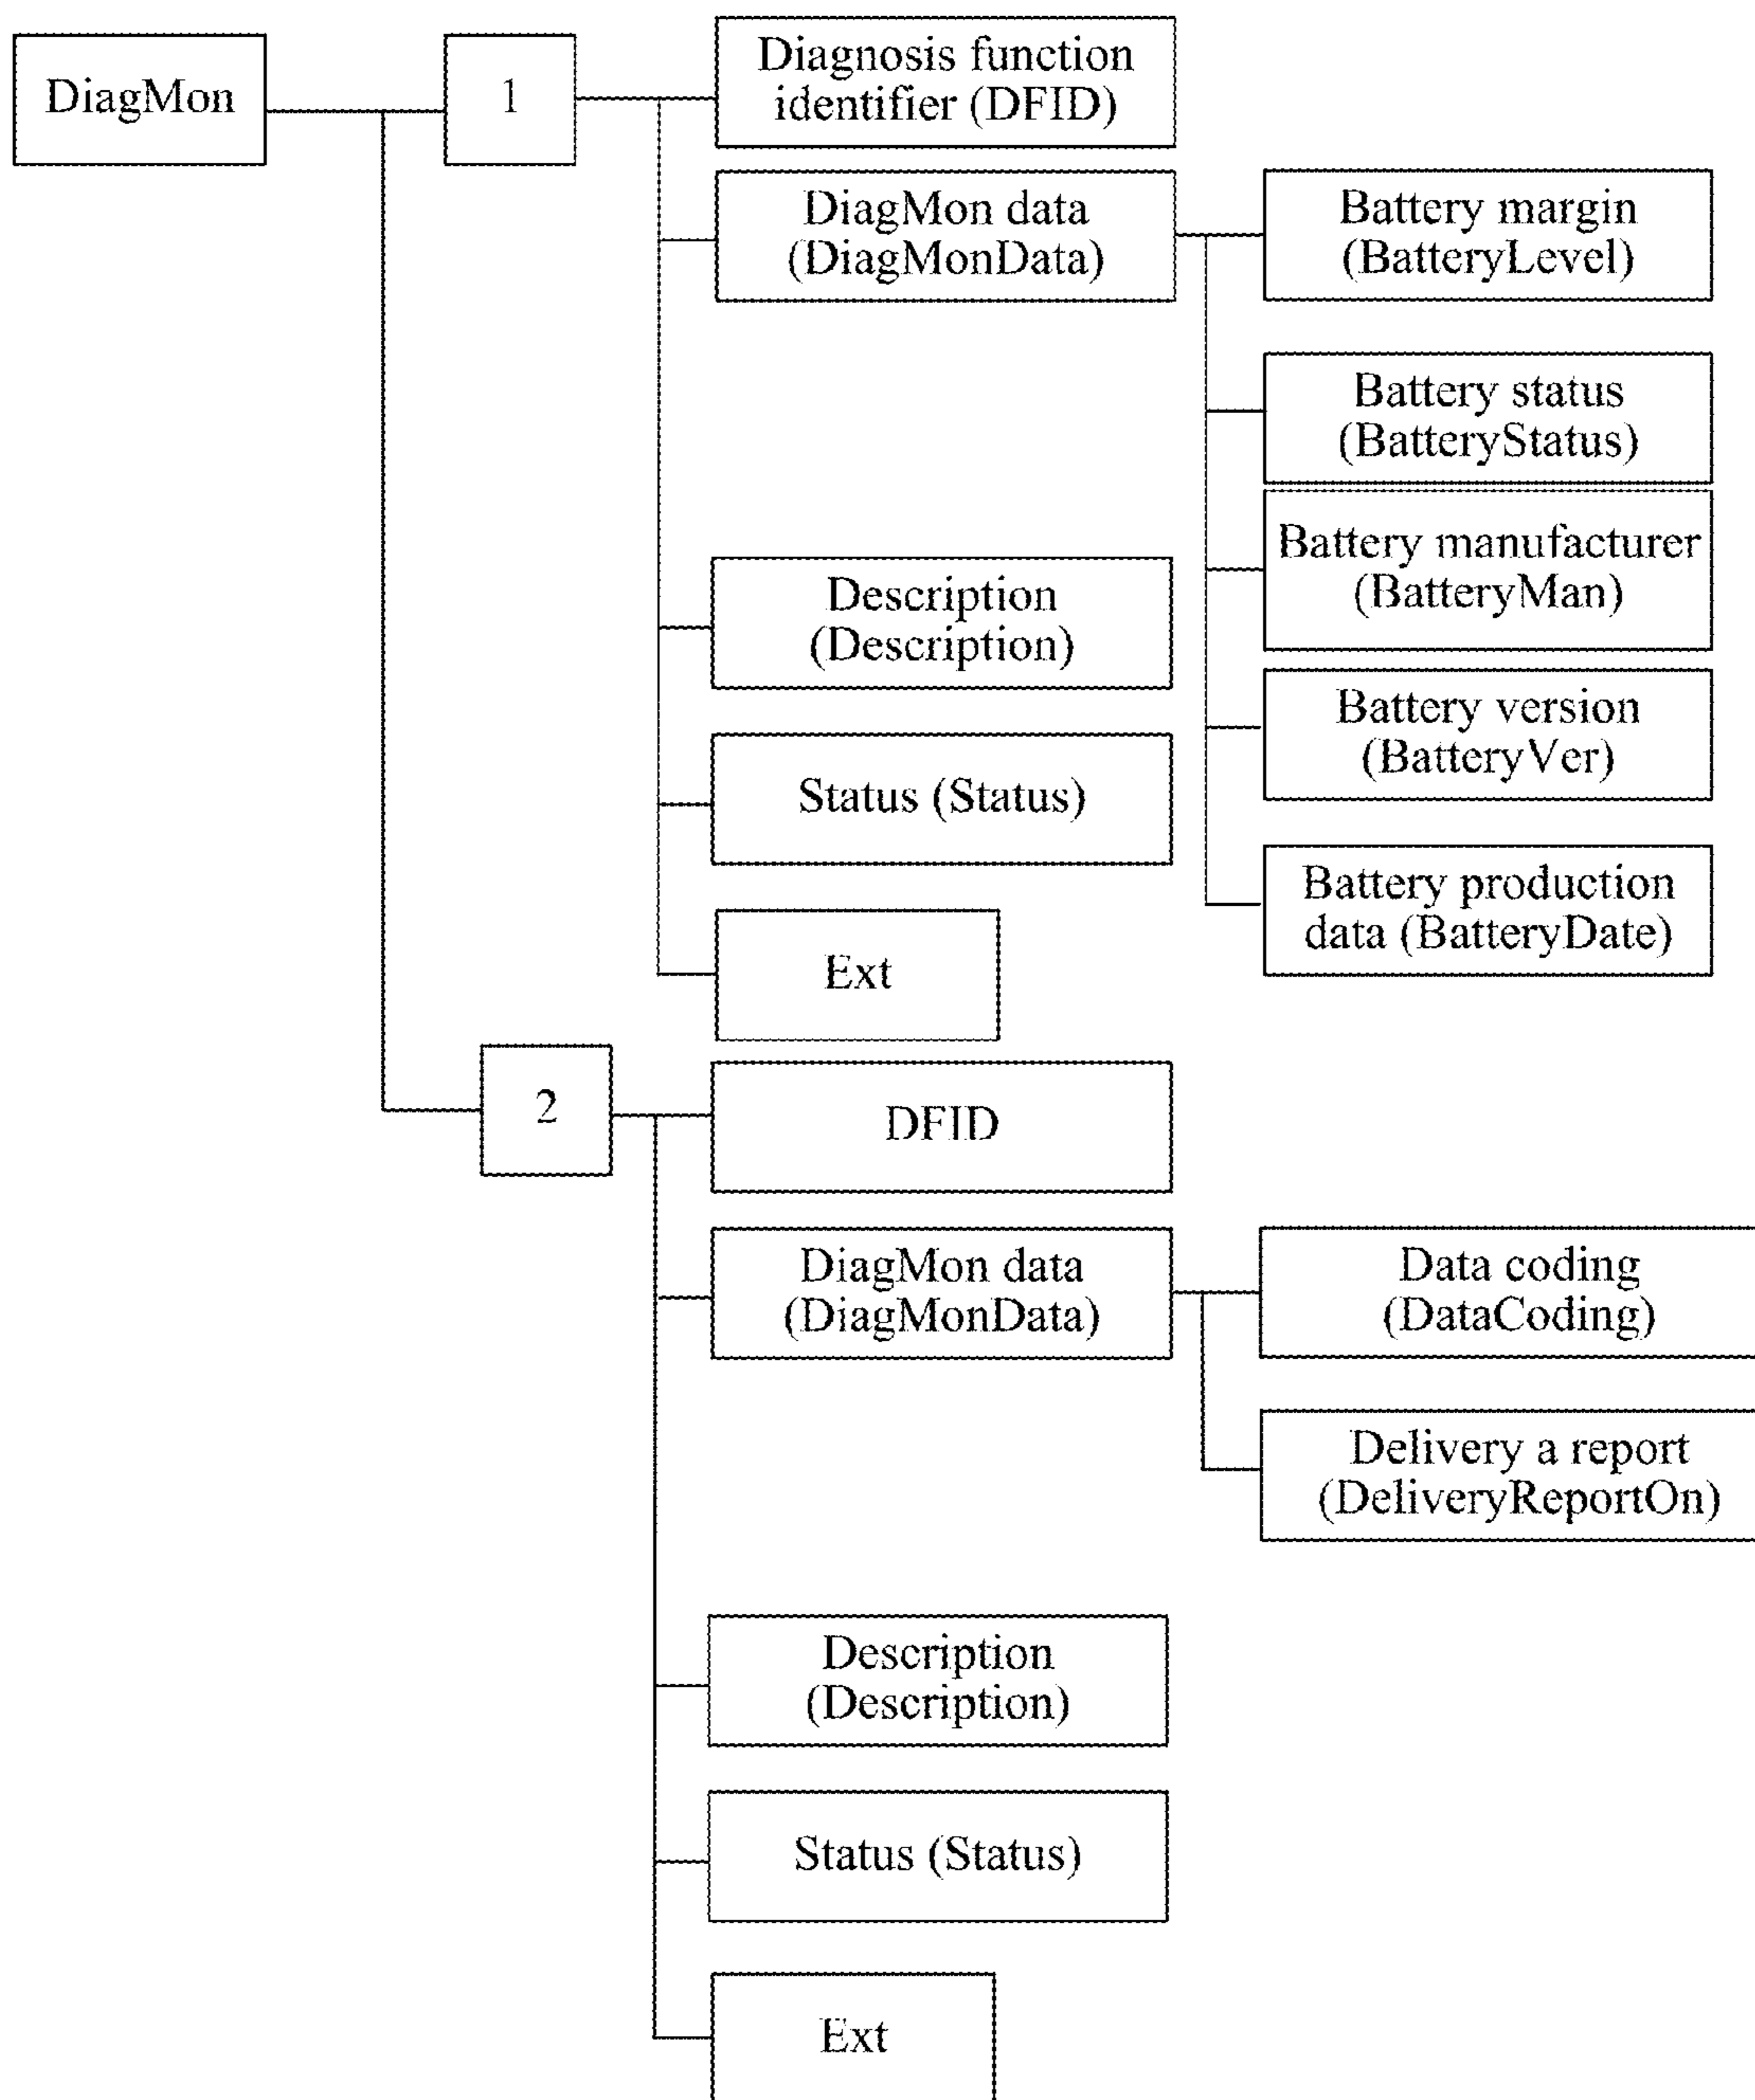 DiagMon
1
Diagnosis function
identifier (DFID)
DiagMon data
(DiagMonData)
Battery margin
(BatteryLevel)
Battery status
(BatteryStatus)
Battery manufacturer
(BatteryMan)
Battery version
(BatteryVer)
Battery production
data (BatteryDate)
Description
(Description)
Status (Status)
Ext
2
DFID
DiagMon data
(DiagMonData)
Data coding
(DataCoding)
Delivery a report
(DeliveryReportOn)
Description
(Description)
Status (Status)
Ext